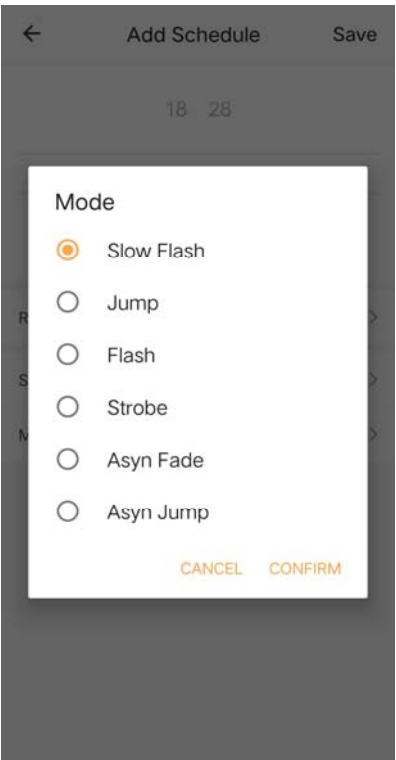 Add Schedule Save
18 28
Mode
Slow Flash
R
Jump
Flash
S
Strobe
M
Asyn Fade
Asyn Jump
CANCEL CONFIRM